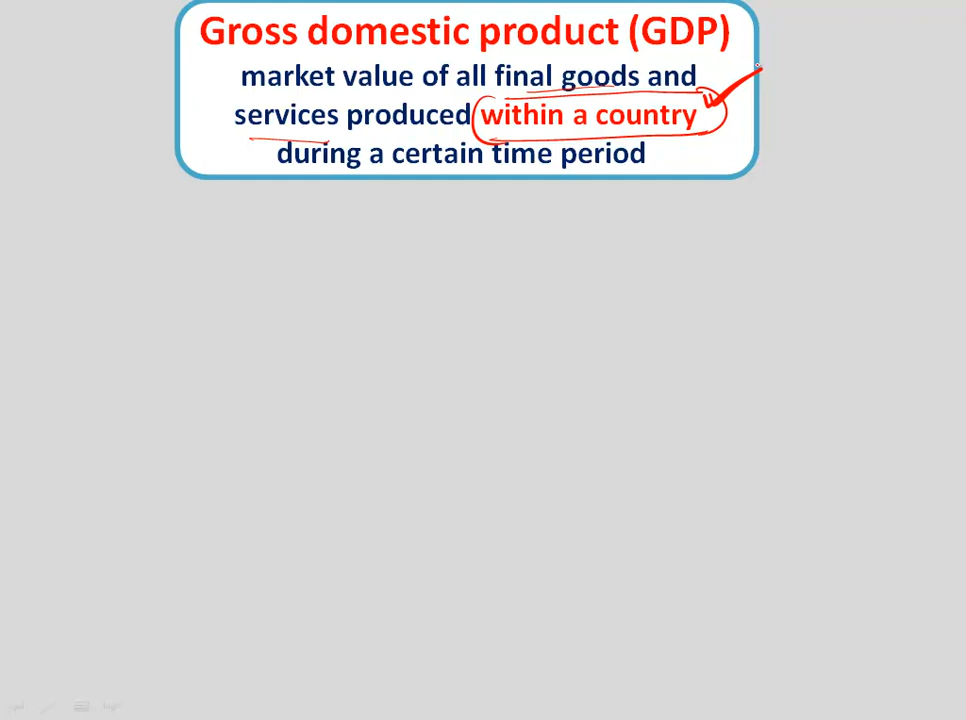 Gross domestic product (GDP)
market value of all final goods and
services produced within a country
during a certain time period